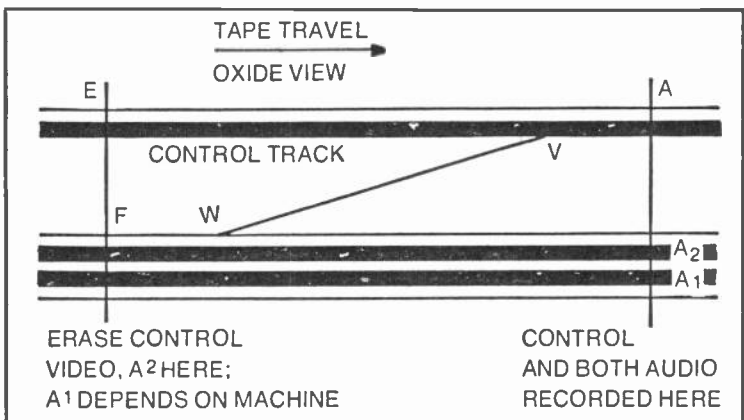 TAPE TRAVEL
OXIDE VIEW
E
A
CONTROL TRACK
V
F
W
A2
A1
ERASE CONTROL
VIDEO, A2 HERE;
A1 DEPENDS ON MACHINE
CONTROL
AND BOTH AUDIO
RECORDED HERE